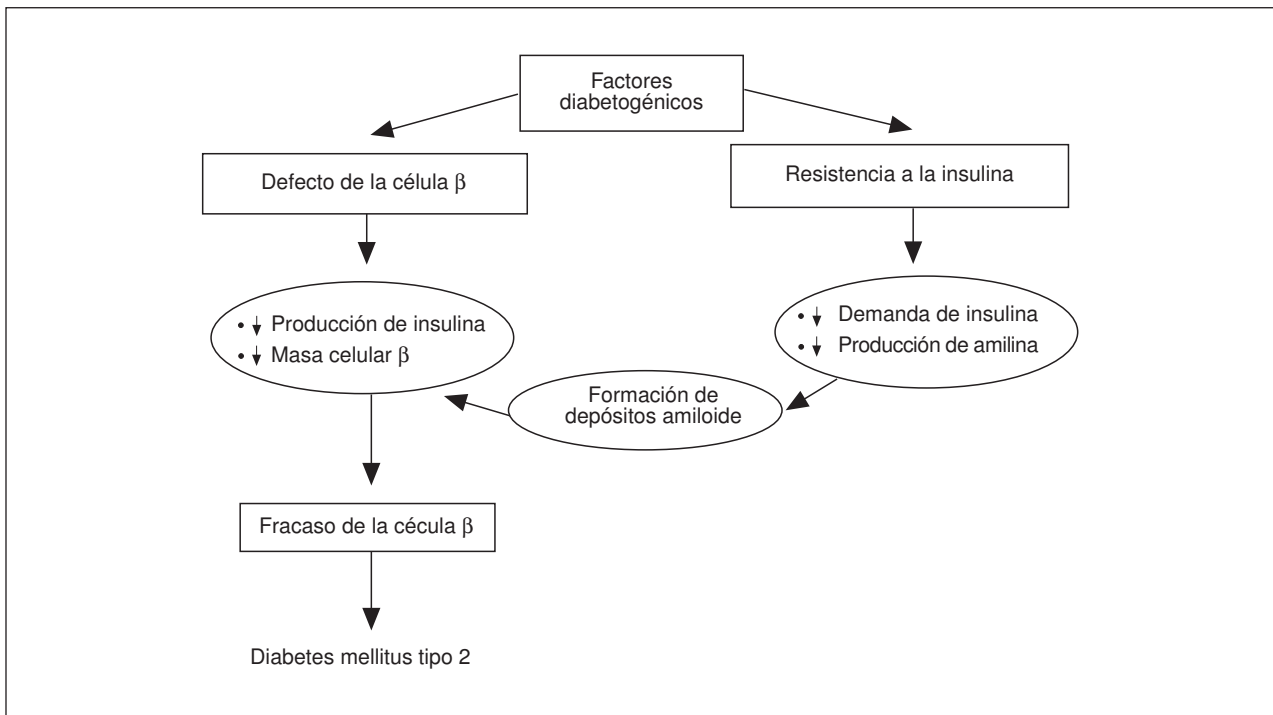 Factores
diabetogénicos
Defecto de la célula β
Resistencia a la insulina
• ↓ Producción de insulina
• ↓ Masa celular β
• ↓ Demanda de insulina
• ↓ Producción de amilina
Formación de
depósitos amiloide
Fracaso de la cécula β
Diabetes mellitus tipo 2